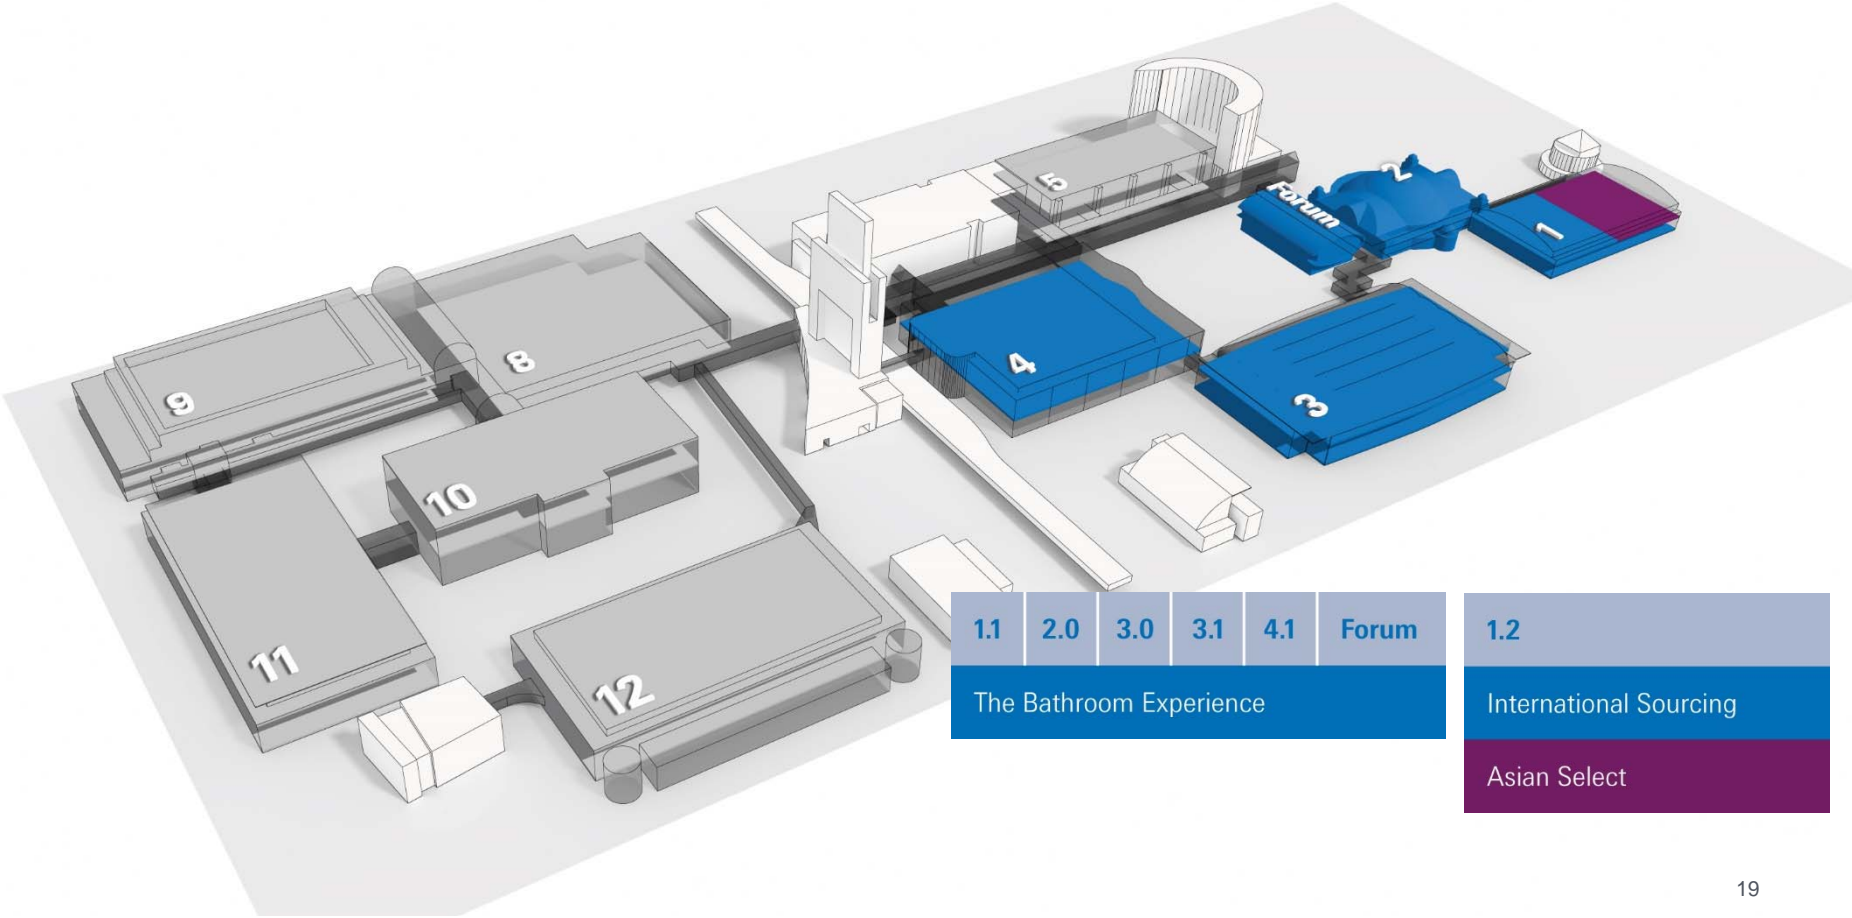 5
Forum
2
1
4
3
8
9
10
11
12
1.1 2.0 3.0 3.1 4.1 Forum
The Bathroom Experience
1.2
International Sourcing
Asian Select
19